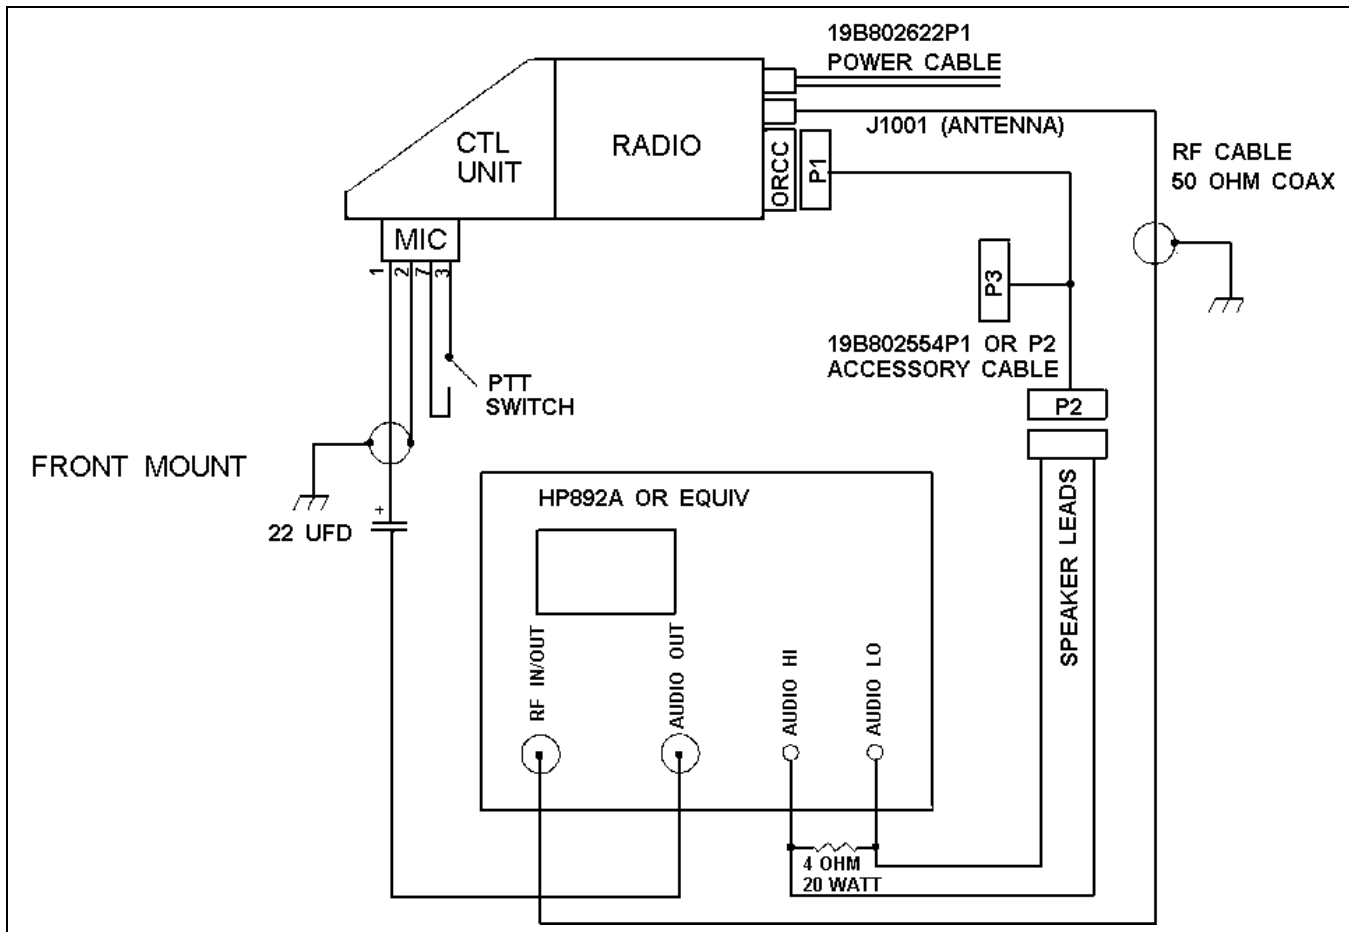 19B802622P1
POWER CABLE
J1001 (ANTENNA)
CTL
UNIT
RADIO
ORCC
P1
RF CABLE
50 OHM COAX
MIC
1
2
7
3
P3
19B802554P1 OR P2
ACCESSORY CABLE
PTT
SWITCH
P2
FRONT MOUNT
+
22 UFD
HP892A OR EQUIV
SPEAKER LEADS
RF IN/OUT
AUDIO OUT
AUDIO HI
AUDIO LO
4 OHM
20 WATT